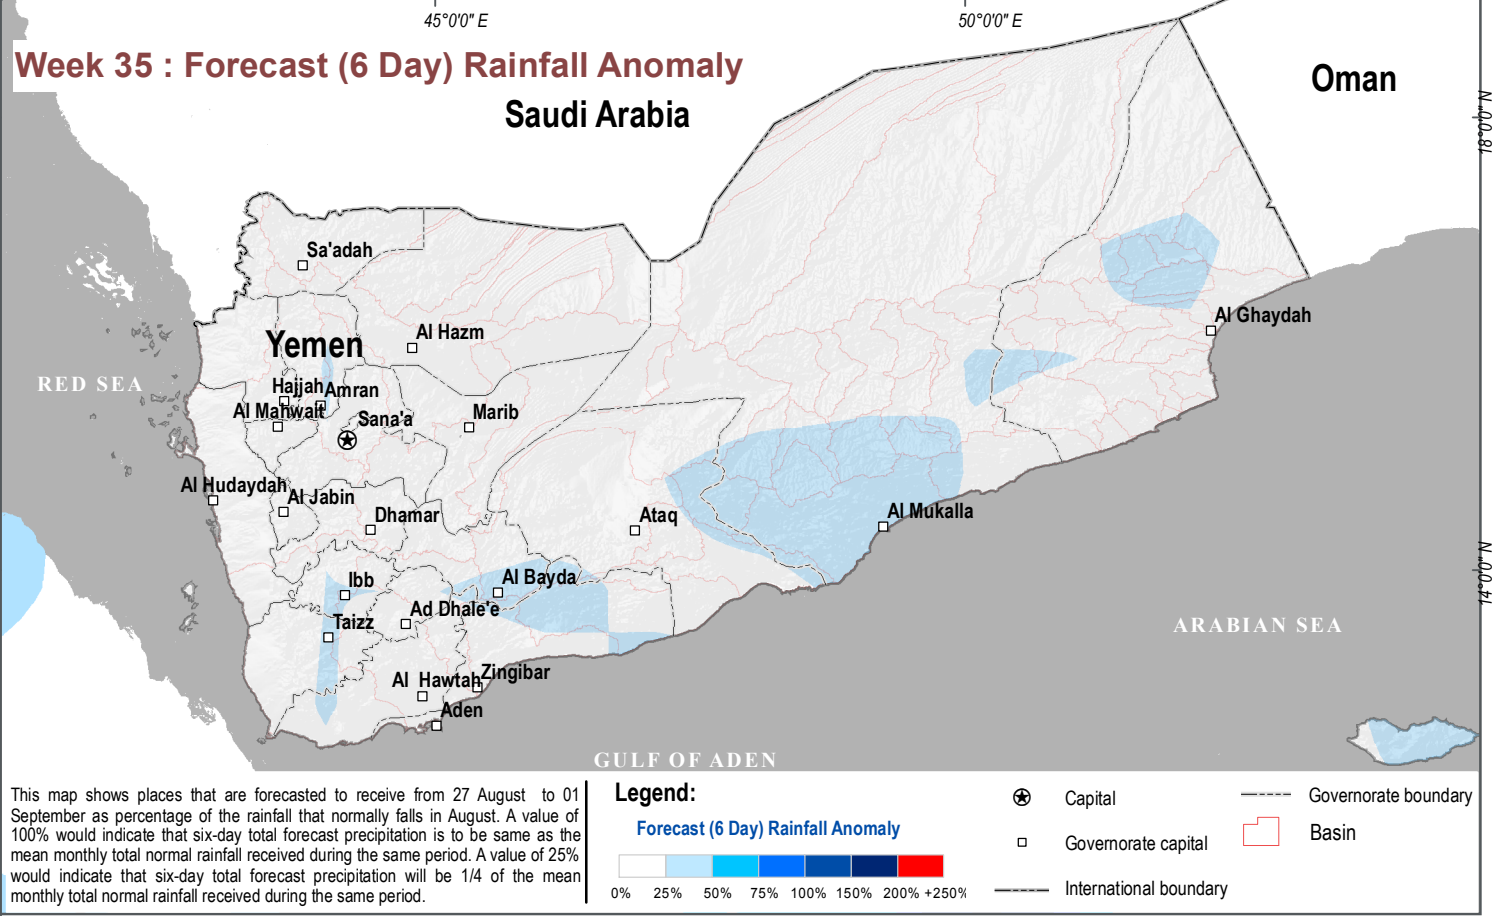 45°0'0" E
50°0'0" E
Week 35 : Forecast (6 Day) Rainfall Anomaly
Oman
Saudi Arabia
18°0'0" N
Sa'adah
Al Ghaydah
Al Hazm
Yemen
RED SEA
Hajjah
Amran
Al Mahwait
Sana'a
Marib
Al Hudaydah
Al Jabin
Dhamar
Ataq
Al Mukalla
Ibb
Al Bayda
14°0'0" N
Ad Dhale'e
Taizz
ARABIAN SEA
Al Hawtah
Zingibar
Aden
GULF OF ADEN
This map shows places that are forecasted to receive from 27 August to 01
September as percentage of the rainfall that normally falls in August. A value of
100% would indicate that six-day total forecast precipitation is to be same as the
mean monthly total normal rainfall received during the same period. A value of 25%
would indicate that six-day total forecast precipitation will be 1/4 of the mean
monthly total normal rainfall received during the same period.
Legend:
Forecast (6 Day) Rainfall Anomaly
0% 25% 50% 75% 100% 150% 200% +250%
Capital
Governorate capital
International boundary
Governorate boundary
Basin